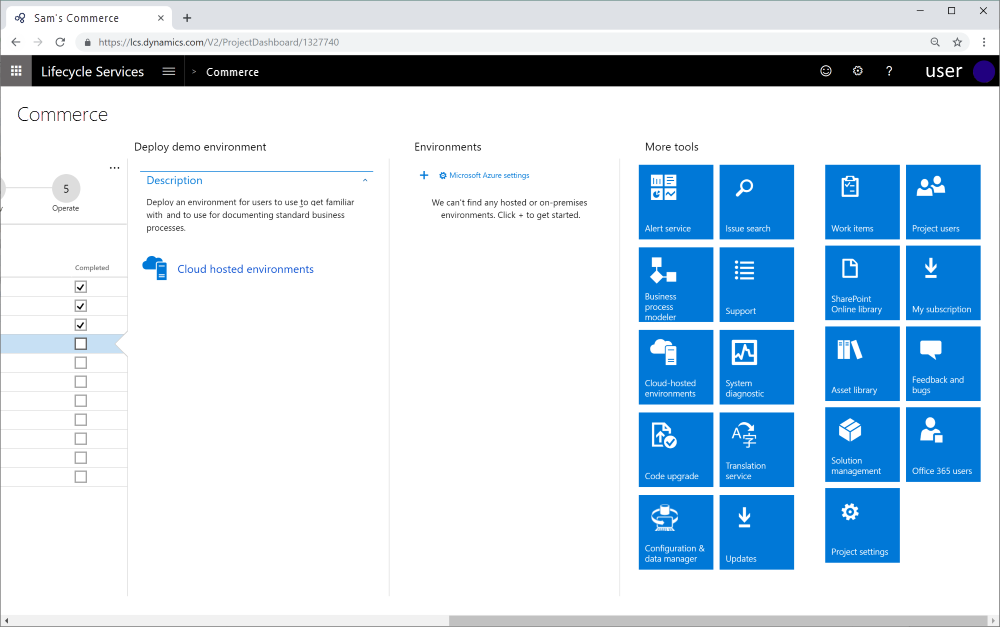 Sam's Commerce
https://lcs.dynamics.com/V2/ProjectDashboard/1327740
Lifecycle Services
> Commerce
?
user
Commerce
5
Operate
Completed
Deploy demo environment
Description
Deploy an environment for users to use to get familiar
with and to use for documenting standard business
processes.
Cloud hosted environments
Environments
+ Microsoft Azure settings
We can't find any hosted or on-premises
environments. Click + to get started.
More tools
Alert service
Issue search
Work items
Project users
Business
process
modeler
Support
SharePoint
Online library
My subscription
Cloud-hosted
environments
System
diagnostic
Asset library
Feedback and
bugs
Code upgrade
Translation
service
Solution
management
Office 365 users
Configuration &
data manager
Updates
Project settings